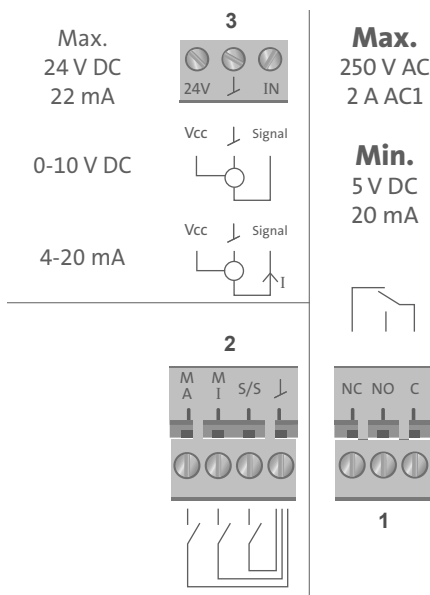 3
Max.
24 V DC
22 mA
24V
IN
Vcc
Signal
0-10 V DC
Vcc
Signal
4-20 mA
I
2
M
A
M
I
S/S
Max.
250 V AC
2 A AC1
Min.
5 V DC
20 mA
NC NO C
1